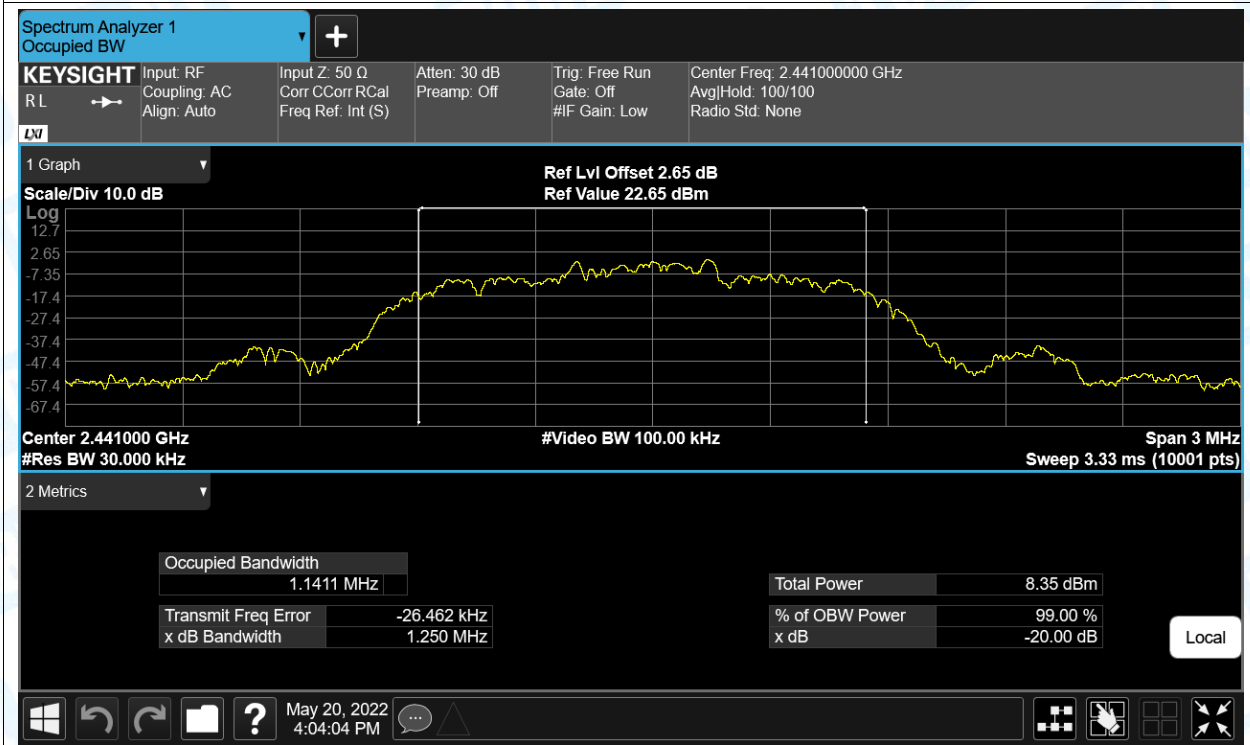 Spectrum Analyzer 1
Occupied BW
KEYSIGHT
R L
LXI
Input: RF
Coupling: AC
Align: Auto
Input Z: 50 Ω
Corr CCorr RCal
Freq Ref: Int (S)
Atten: 30 dB
Preamp: Off
Trig: Free Run
Gate: Off
#IF Gain: Low
Center Freq: 2.441000000 GHz
Avg|Hold: 100/100
Radio Std: None
1 Graph
Scale/Div 10.0 dB
Ref Lvl Offset 2.65 dB
Ref Value 22.65 dBm
Log
12.7
2.65
-7.35
-17.4
-27.4
-37.4
-47.4
-57.4
-67.4
Center 2.441000 GHz
#Res BW 30.000 kHz
#Video BW 100.00 kHz
Span 3 MHz
Sweep 3.33 ms (10001 pts)
2 Metrics
Occupied Bandwidth
1.1411 MHz
Total Power 8.35 dBm
Transmit Freq Error -26.462 kHz
% of OBW Power 99.00 %
x dB Bandwidth 1.250 MHz
x dB -20.00 dB
Local
?
May 20, 2022
4:04:04 PM